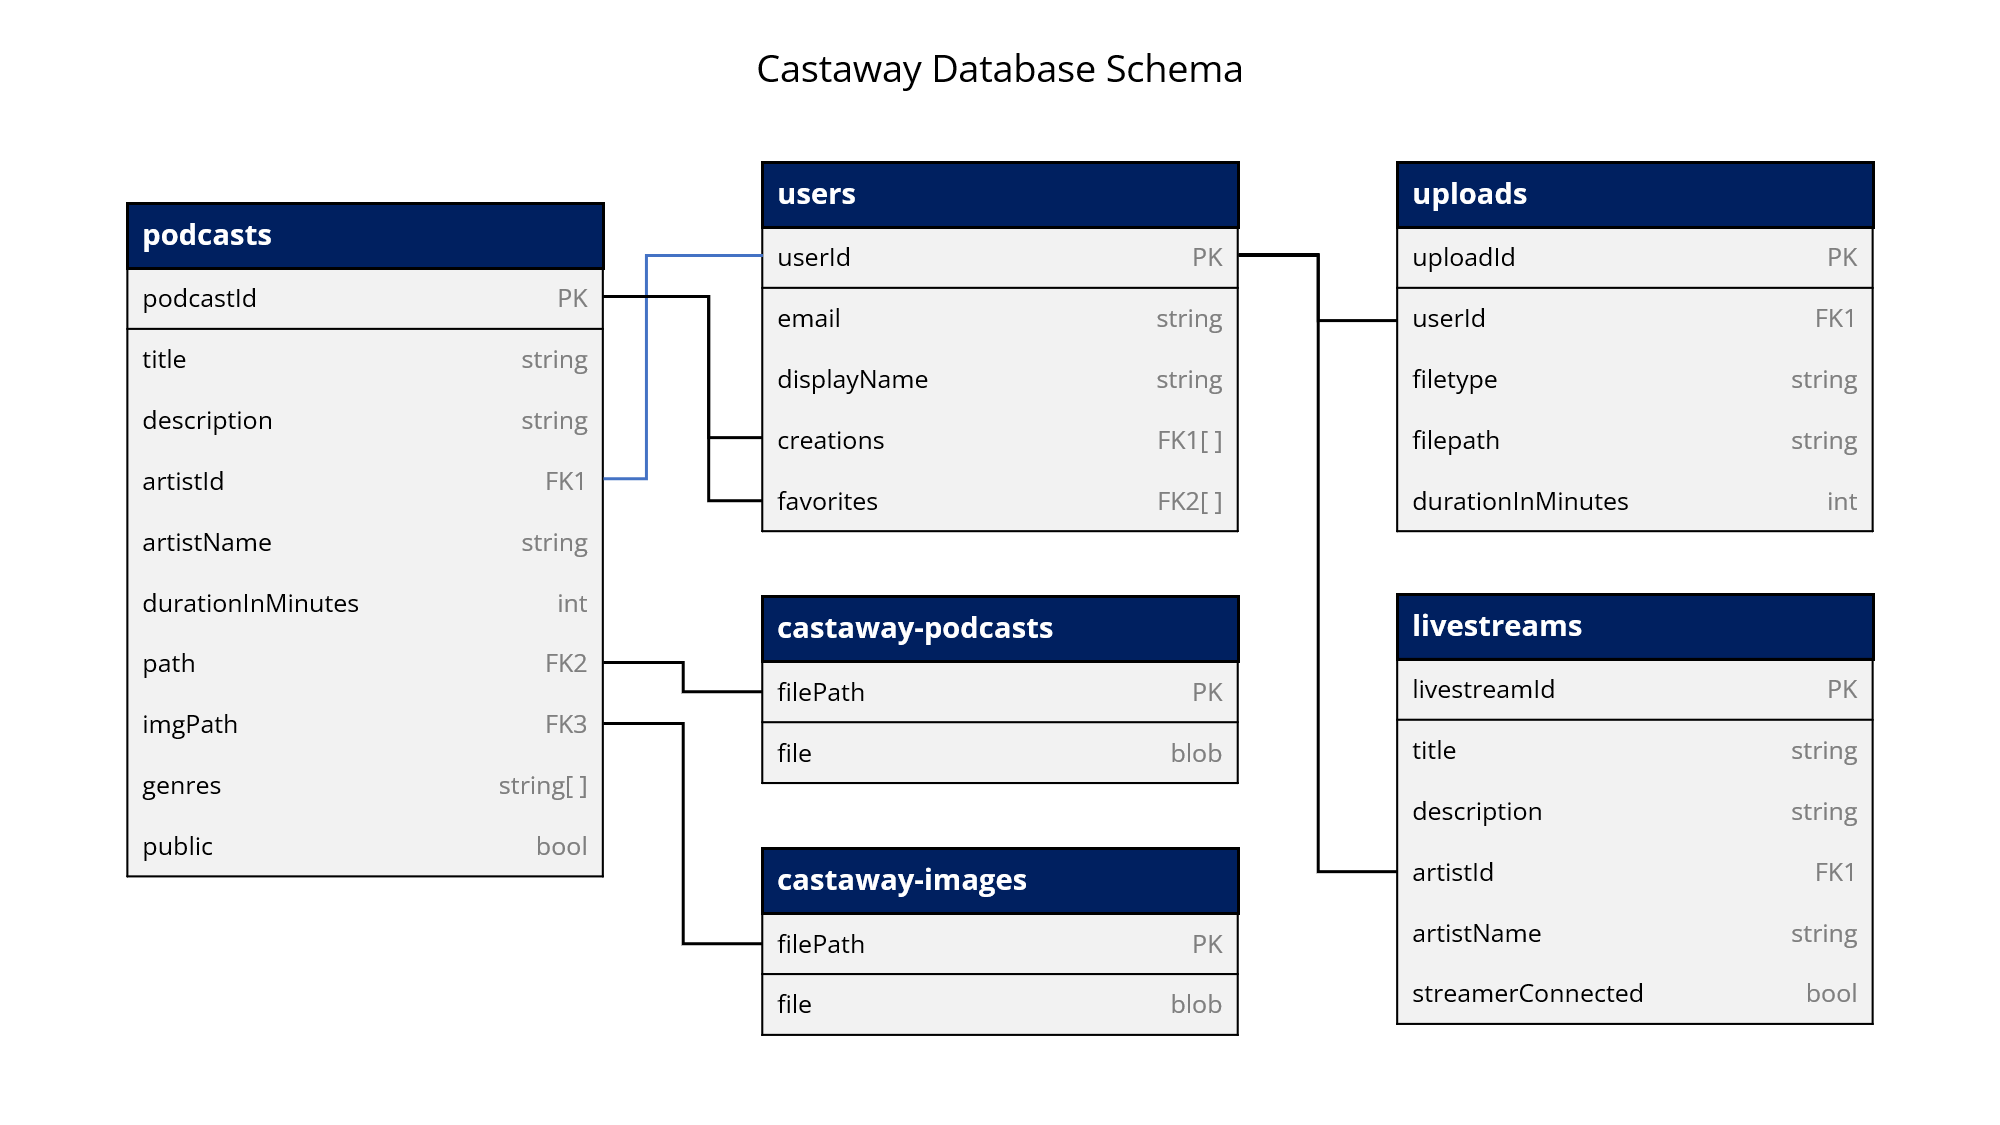 Castaway Database Schema
podcasts
podcastId PK
title string
description string
artistId FK1
artistName string
durationInMinutes int
path FK2
imgPath FK3
genres string[ ]
public bool
users
userId PK
email string
displayName string
creations FK1[ ]
favorites FK2[ ]
castaway-podcasts
filePath PK
file blob
castaway-images
filePath PK
file blob
uploads
uploadId PK
userId FK1
filetype string
filepath string
durationInMinutes int
livestreams
livestreamId PK
title string
description string
artistId FK1
artistName string
streamerConnected bool